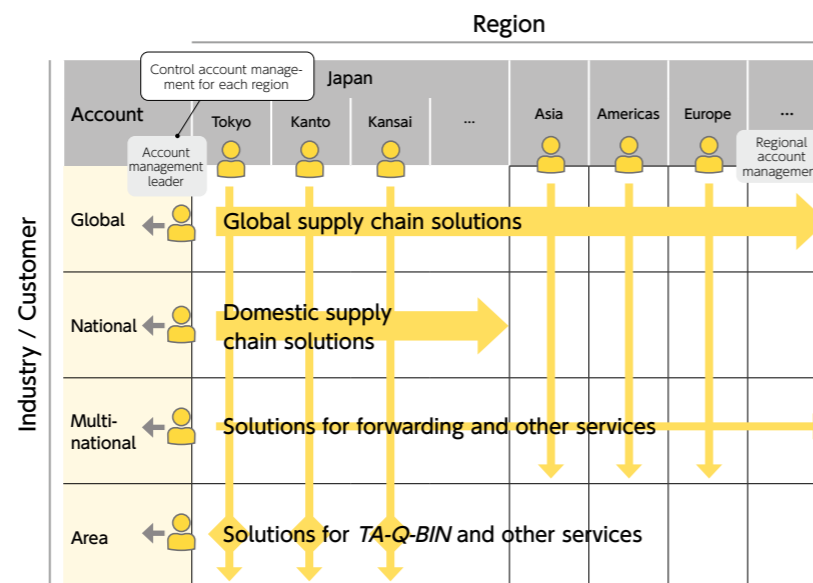 Region
Control account manage-
ment for each region
Japan
Account
Tokyo
Kanto
Kansai
...
Asia
Americas
Europe
...
Account
management
leader
Regional
account
management
Industry / Customer
Global
Global supply chain solutions
National
Domestic supply
chain solutions
Multi-
national
Solutions for forwarding and other services
Area
Solutions for TA-Q-BIN and other services